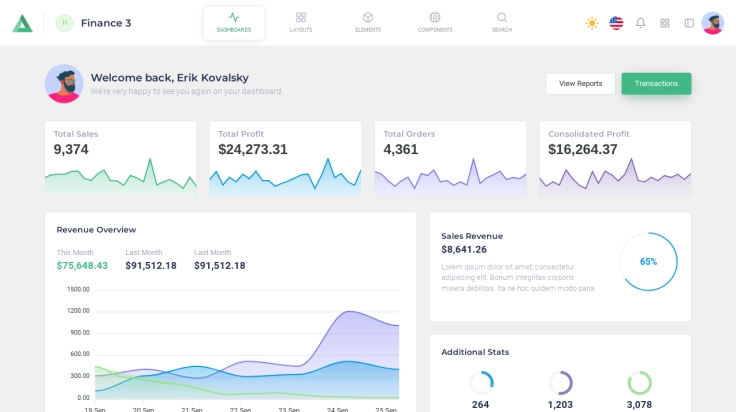 H Finance 3
DASHBOARDS LAYOUTS ELEMENTS COMPONENTS SEARCH
Welcome back, Erik Kovalsky
We're very happy to see you again on your dashboard.
View Reports Transactions
Total Sales
9,374
Total Profit
$24,273.31
Total Orders
4,361
Consolidated Profit
$16,264.37
Revenue Overview
This Month Last Month Last Month
$75,648.43 $91,512.18 $91,512.18
1500.00
1200.00
900.00
600.00
300.00
0.00
19 Sep 20 Sep 21 Sep 22 Sep 23 Sep 24 Sep 25 Sep
Sales Revenue
$8,641.26
Lorem ipsum dolor sit amet, consectetur
adipiscing elit. Bonum integritas corporis:
misera debilitas. Ita ne hoc quidem modo paria.
65%
Additional Stats
264 1,203 3,078